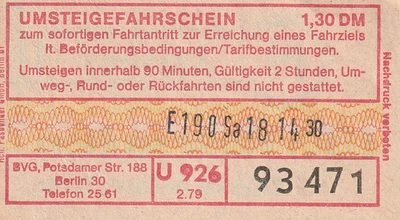 UMSTEIGEFAHRSCHEIN 1,30 DM
zum sofortigen Fahrtantritt zur Erreichung eines Fahrziels
lt. Beförderungsbedingungen/Tarifbestimmungen.
Umsteigen innerhalb 90 Minuten, Gültigkeit 2 Stunden, Um-
weg-, Rund- oder Rückfahrten sind nicht gestattet.
Nachdruck verboten
E190 Sa 18 14 30
BVG, Potsdamer Str. 188
Berlin 30
Telefon 25 61
U 926
2.79
93 471